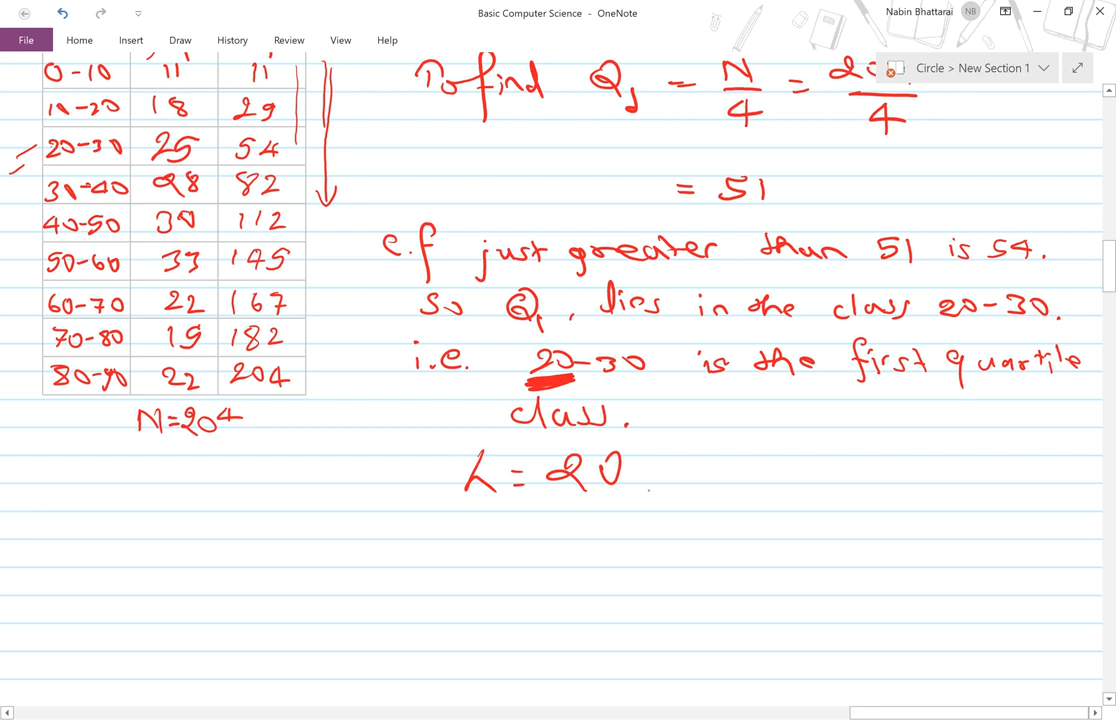 Basic Computer Science - OneNote
Nabin Bhattarai NB
File Home Insert Draw History Review View Help
Circle > New Section 1
0-10 11 11
10-20 18 29
20-30 25 54
30-40 28 82
40-50 30 112
50-60 33 145
60-70 22 167
70-80 15 182
80-90 22 204
N=204
To find Q1 = N/4 = /4
= 51
c.f just greater than 51 is 54.
So Q1, lies in the class 20-30.
i.e. 20-30 is the first quartile
class.
L = 20